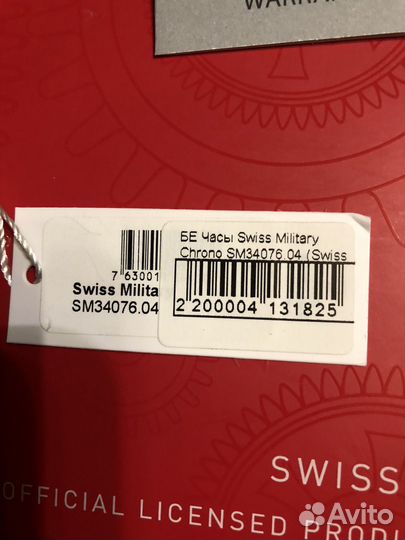 WARRA
БЕ Часы Swiss Military
Chrono SM34076.04 (Swiss
2 200004 131825
7 63001
Swiss Milita
SM34076.04
SWISS
OFFICIAL LICENSED PRODU
Avito